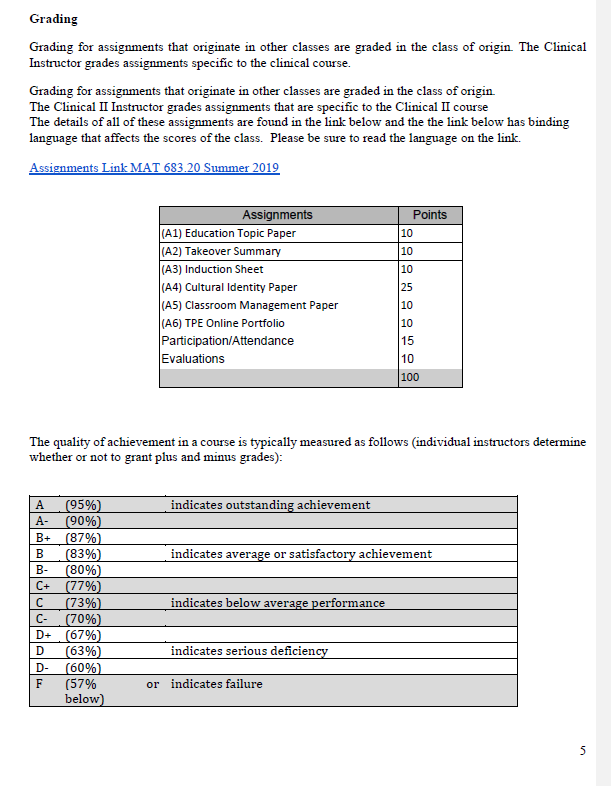 Grading
Grading for assignments that originate in other classes are graded in the class of origin. The Clinical
Instructor grades assignments specific to the clinical course.
Grading for assignments that originate in other classes are graded in the class of origin.
The Clinical II Instructor grades assignments that are specific to the Clinical II course
The details of all of these assignments are found in the link below and the the link below has binding
language that affects the scores of the class.  Please be sure to read the language on the link.
Assignments Link MAT 683.20 Summer 2019
Assignments Points
(A1) Education Topic Paper 10
(A2) Takeover Summary 10
(A3) Induction Sheet 10
(A4) Cultural Identity Paper 25
(A5) Classroom Management Paper 10
(A6) TPE Online Portfolio 10
Participation/Attendance 15
Evaluations 10
100
The quality of achievement in a course is typically measured as follows (individual instructors determine
whether or not to grant plus and minus grades):
A (95%) indicates outstanding achievement
A- (90%)
B+ (87%)
B (83%) indicates average or satisfactory achievement
B- (80%)
C+ (77%)
C (73%) indicates below average performance
C- (70%)
D+ (67%)
D (63%) indicates serious deficiency
D- (60%)
F (57% or indicates failure
below)
5